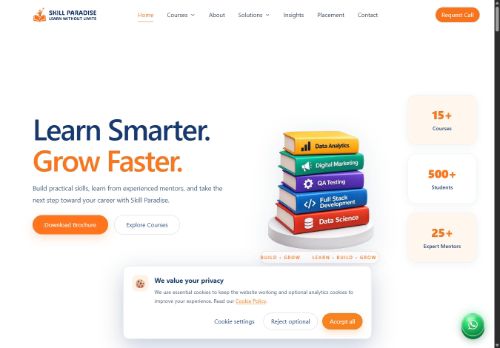 SKILL PARADISE
LEARN WITHOUT LIMITS
Home Courses About Solutions Insights Placement Contact
Request Call
Learn Smarter.
Grow Faster.
Build practical skills, learn from experienced mentors, and take the
next step toward your career with Skill Paradise.
Download Brochure
Explore Courses
Data Analytics
Digital Marketing
QA Testing
Full Stack
Development
Data Science
BUILD • GROW LEARN • BUILD • GROW
15+
Courses
500+
Students
25+
Expert Mentors
We value your privacy
We use essential cookies to keep the website working and optional analytics cookies to
improve your experience. Read our Cookie Policy.
Cookie settings
Reject optional
Accept all